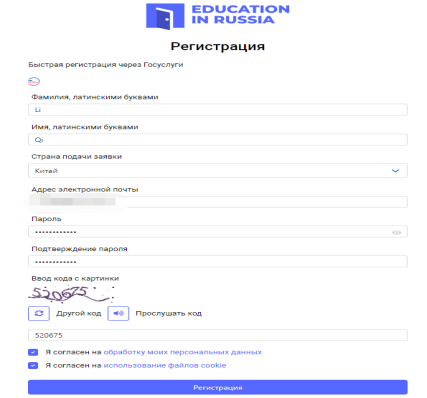 EDUCATION
IN RUSSIA
Регистрация
Быстрая регистрация через Госуслуги
Фамилия, латинскими буквами
Li
Имя, латинскими буквами
Qi
Страна подачи заявки
Китай
Адрес электронной почты
Пароль
••••••••••••
Подтверждение пароля
••••••••••••
Ввод кода с картинки
520675
Другой код Прослушать код
520675
Я согласен на обработку моих персональных данных
Я согласен на использование файлов cookie
Регистрация